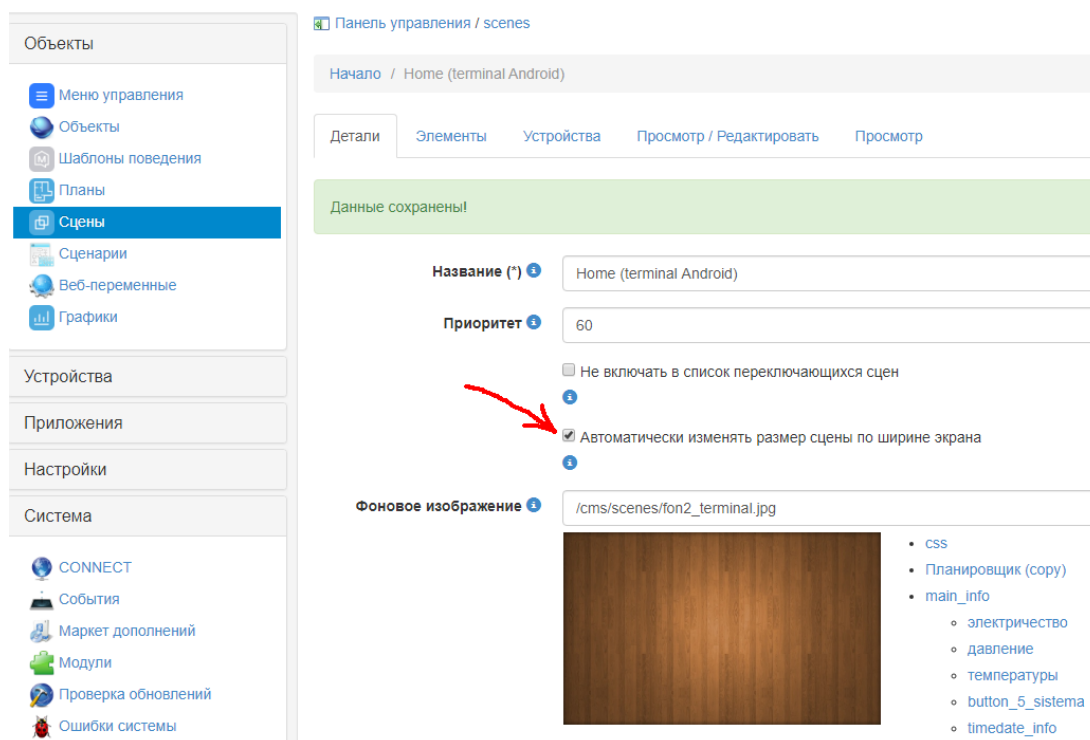 Панель управления / scenes
Объекты
Начало / Home (terminal Android)
Меню управления
Объекты
Шаблоны поведения
Планы
Сцены
Сценарии
Веб-переменные
Графики
Устройства
Приложения
Настройки
Система
CONNECT
События
Маркет дополнений
Модули
Проверка обновлений
Ошибки системы
Детали Элементы Устройства Просмотр / Редактировать Просмотр
Данные сохранены!
Название (*) Home (terminal Android)
Приоритет 60
Не включать в список переключающихся сцен
Автоматически изменять размер сцены по ширине экрана
Фоновое изображение /cms/scenes/fon2_terminal.jpg
css
Планировщик (copy)
main_info
электричество
давление
температуры
button_5_sistema
timedate_info